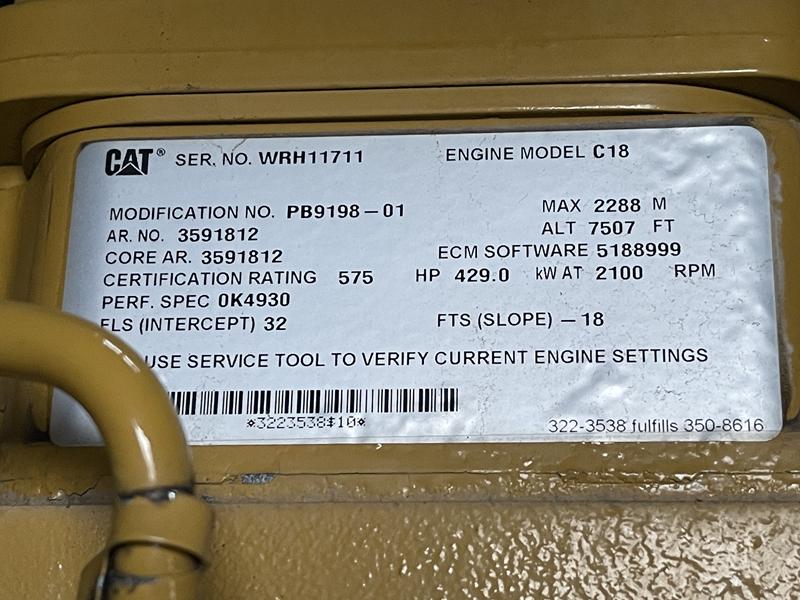 CAT® SER. NO. WRH11711 ENGINE MODEL C18
MODIFICATION NO. PB9198-01 MAX 2288 M
AR. NO. 3591812 ALT 7507 FT
CORE AR. 3591812 ECM SOFTWARE 5188999
CERTIFICATION RATING 575 HP 429.0 kW AT 2100 RPM
PERF. SPEC 0K4930
FLS (INTERCEPT) 32 FTS (SLOPE) -18
USE SERVICE TOOL TO VERIFY CURRENT ENGINE SETTINGS
*3223538$10*
322-3538 fulfills 350-8616